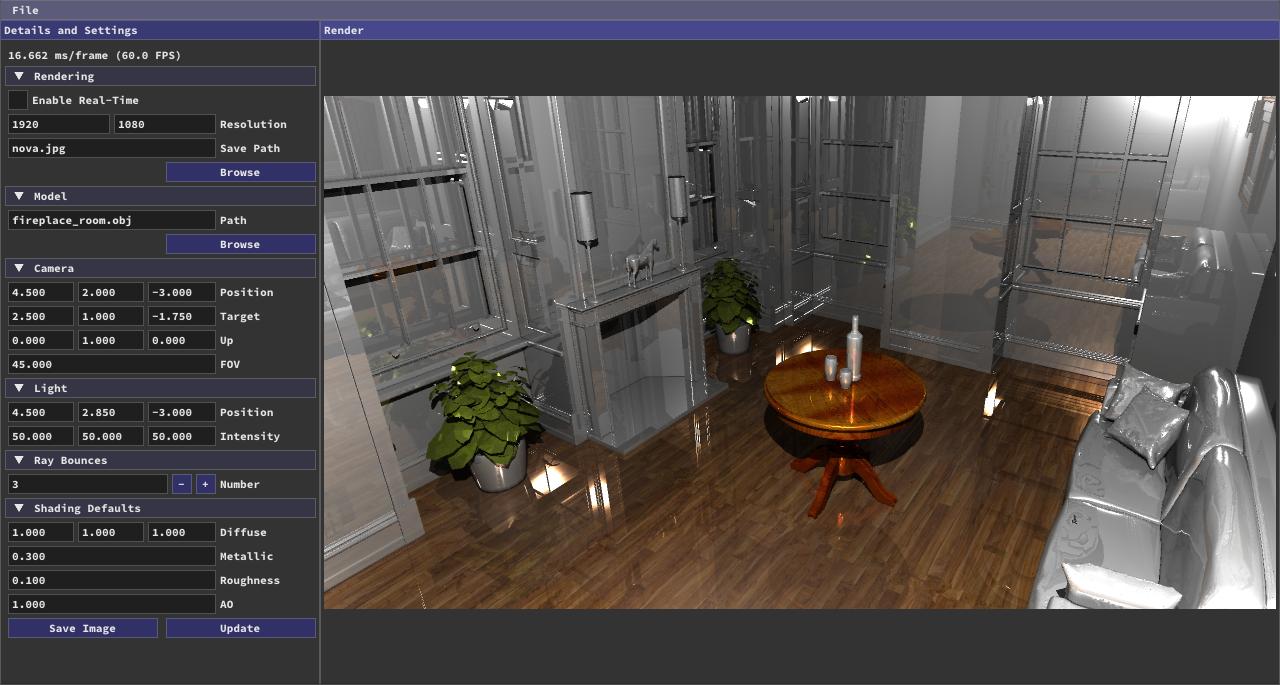 File
Details and Settings
Render
16.662 ms/frame (60.0 FPS)
▼ Rendering
Enable Real-Time
1920 1080 Resolution
nova.jpg Save Path
Browse
▼ Model
fireplace_room.obj Path
Browse
▼ Camera
4.500 2.000 -3.000 Position
2.500 1.000 -1.750 Target
0.000 1.000 0.000 Up
45.000 FOV
▼ Light
4.500 2.850 -3.000 Position
50.000 50.000 50.000 Intensity
▼ Ray Bounces
3 - + Number
▼ Shading Defaults
1.000 1.000 1.000 Diffuse
0.300 Metallic
0.100 Roughness
1.000 AO
Save Image Update